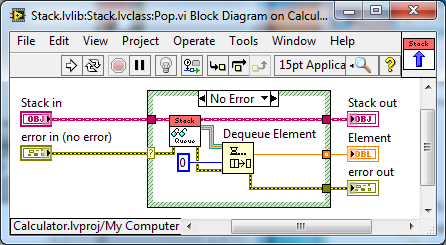 Stack.lvlib:Stack.lvclass:Pop.vi Block Diagram on Calcul...
File Edit View Project Operate Tools Window Help
Stack
15pt Applica
Stack in
OBJ
error in (no error)
No Error
Stack
Queue
0
Dequeue Element
Stack out
OBJ
Element
DBL
error out
Calculator.lvproj/My Computer